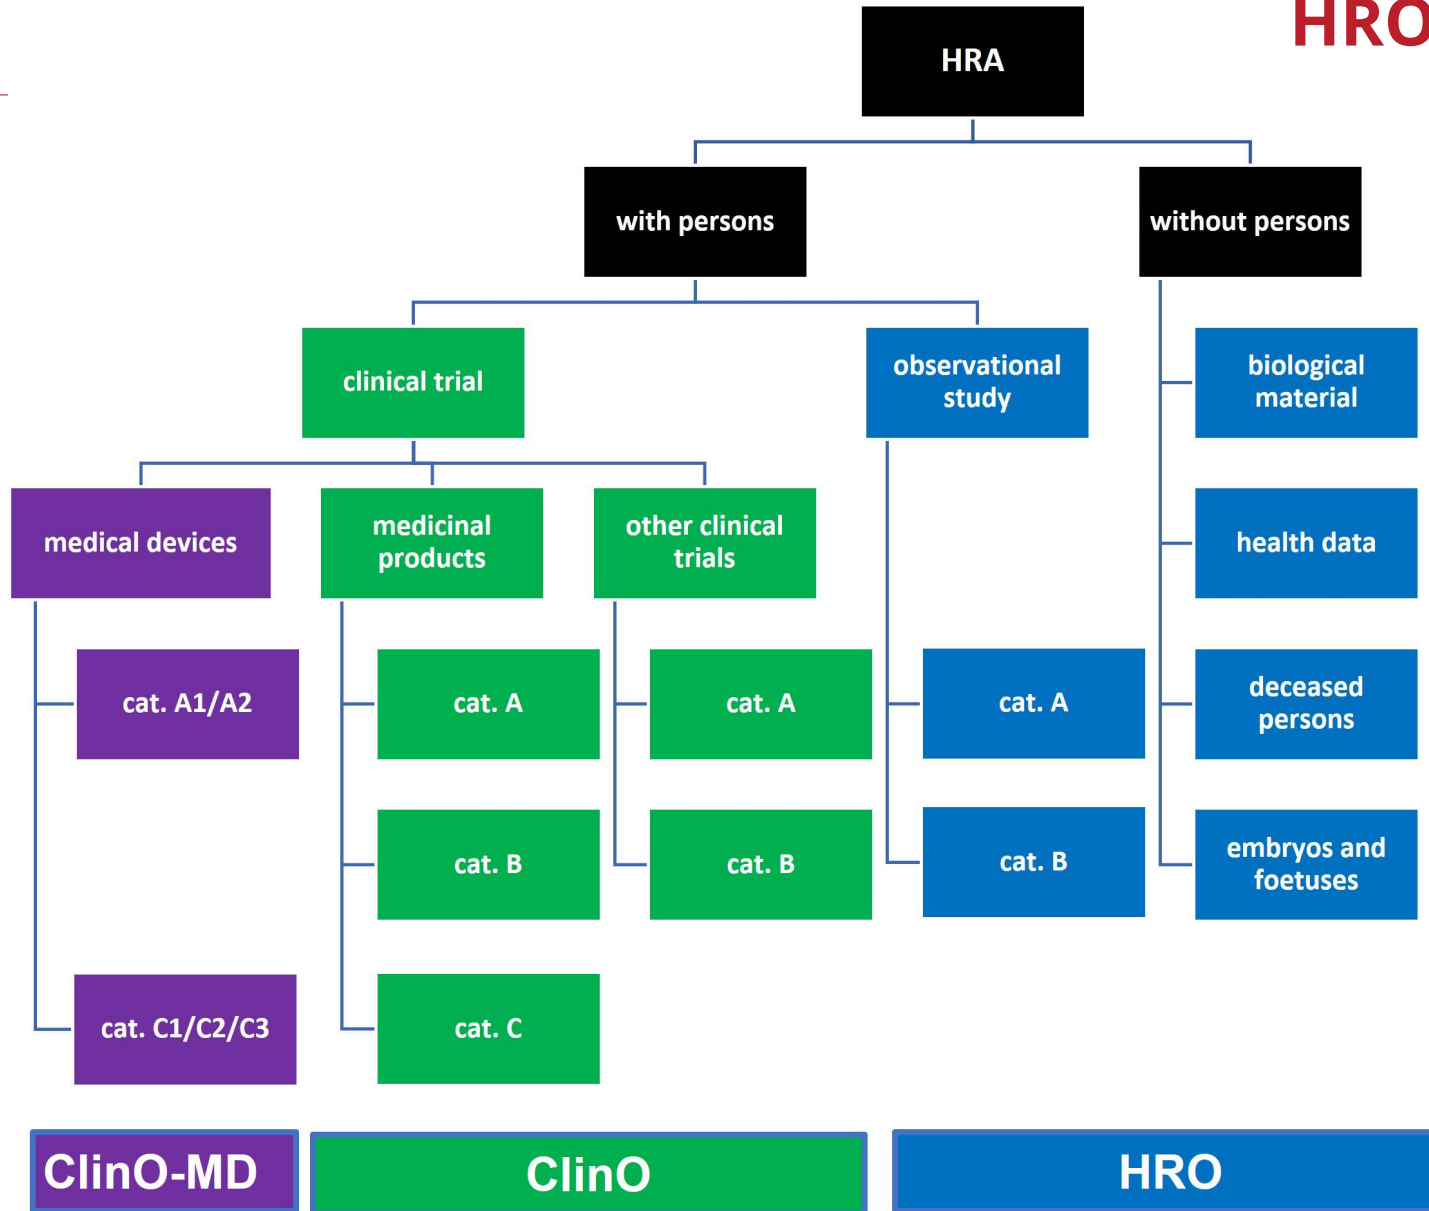 HRO
HRA
with persons
without persons
clinical trial
observational
study
biological
material
medical devices
medicinal
products
other clinical
trials
health data
cat. A1/A2
cat. A
cat. A
cat. A
deceased
persons
cat. B
cat. B
cat. B
embryos and
foetuses
cat. C1/C2/C3
cat. C
ClinO-MD
ClinO
HRO